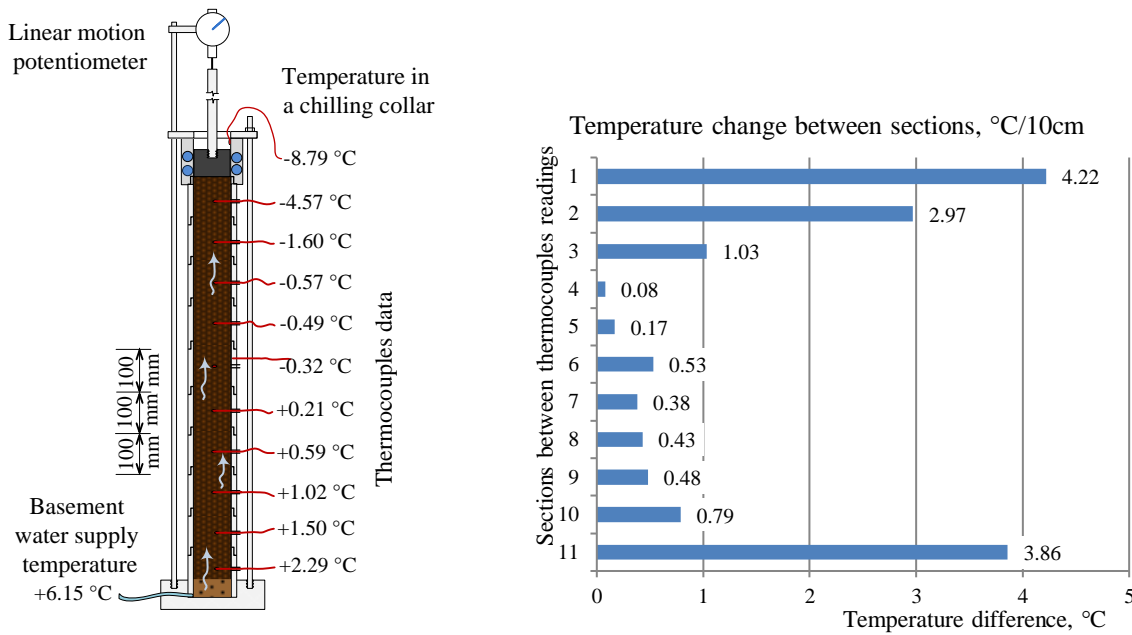 Linear motion
potentiometer
Temperature in
a chilling collar
-8.79 °C
-4.57 °C
-1.60 °C
-0.57 °C
-0.49 °C
-0.32 °C
+0.21 °C
+0.59 °C
+1.02 °C
+1.50 °C
+2.29 °C
Thermocouples data
100
mm
100
mm
100
mm
Basement
water supply
temperature
+6.15 °C
Temperature change between sections, °C/10cm
Sections between thermocouples readings
1 4.22
2 2.97
3 1.03
4 0.08
5 0.17
6 0.53
7 0.38
8 0.43
9 0.48
10 0.79
11 3.86
0 1 2 3 4 5
Temperature difference, °C